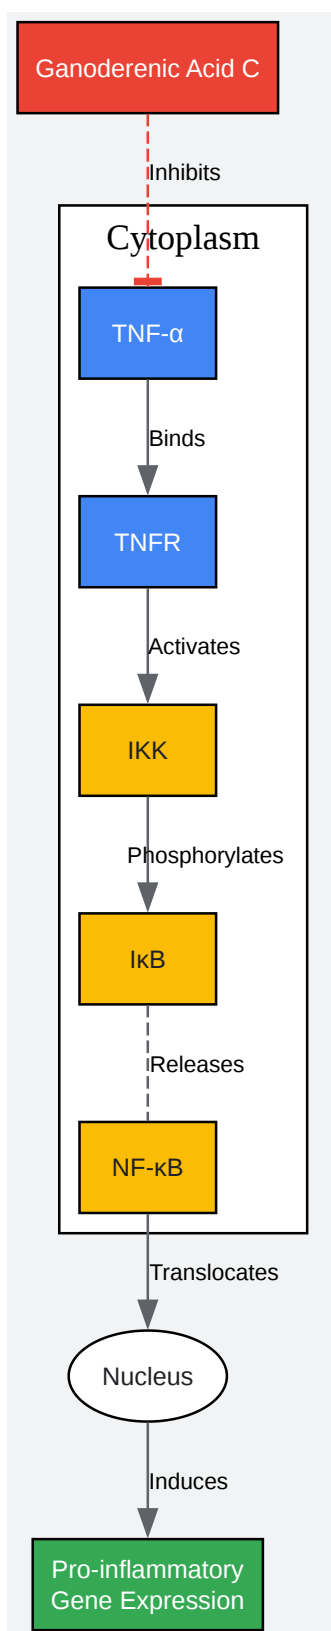 Ganoderenic Acid C
Inhibits
Cytoplasm
TNF-α
Binds
TNFR
Activates
IKK
Phosphorylates
IκB
Releases
NF-κB
Translocates
Nucleus
Induces
Pro-inflammatory
Gene Expression